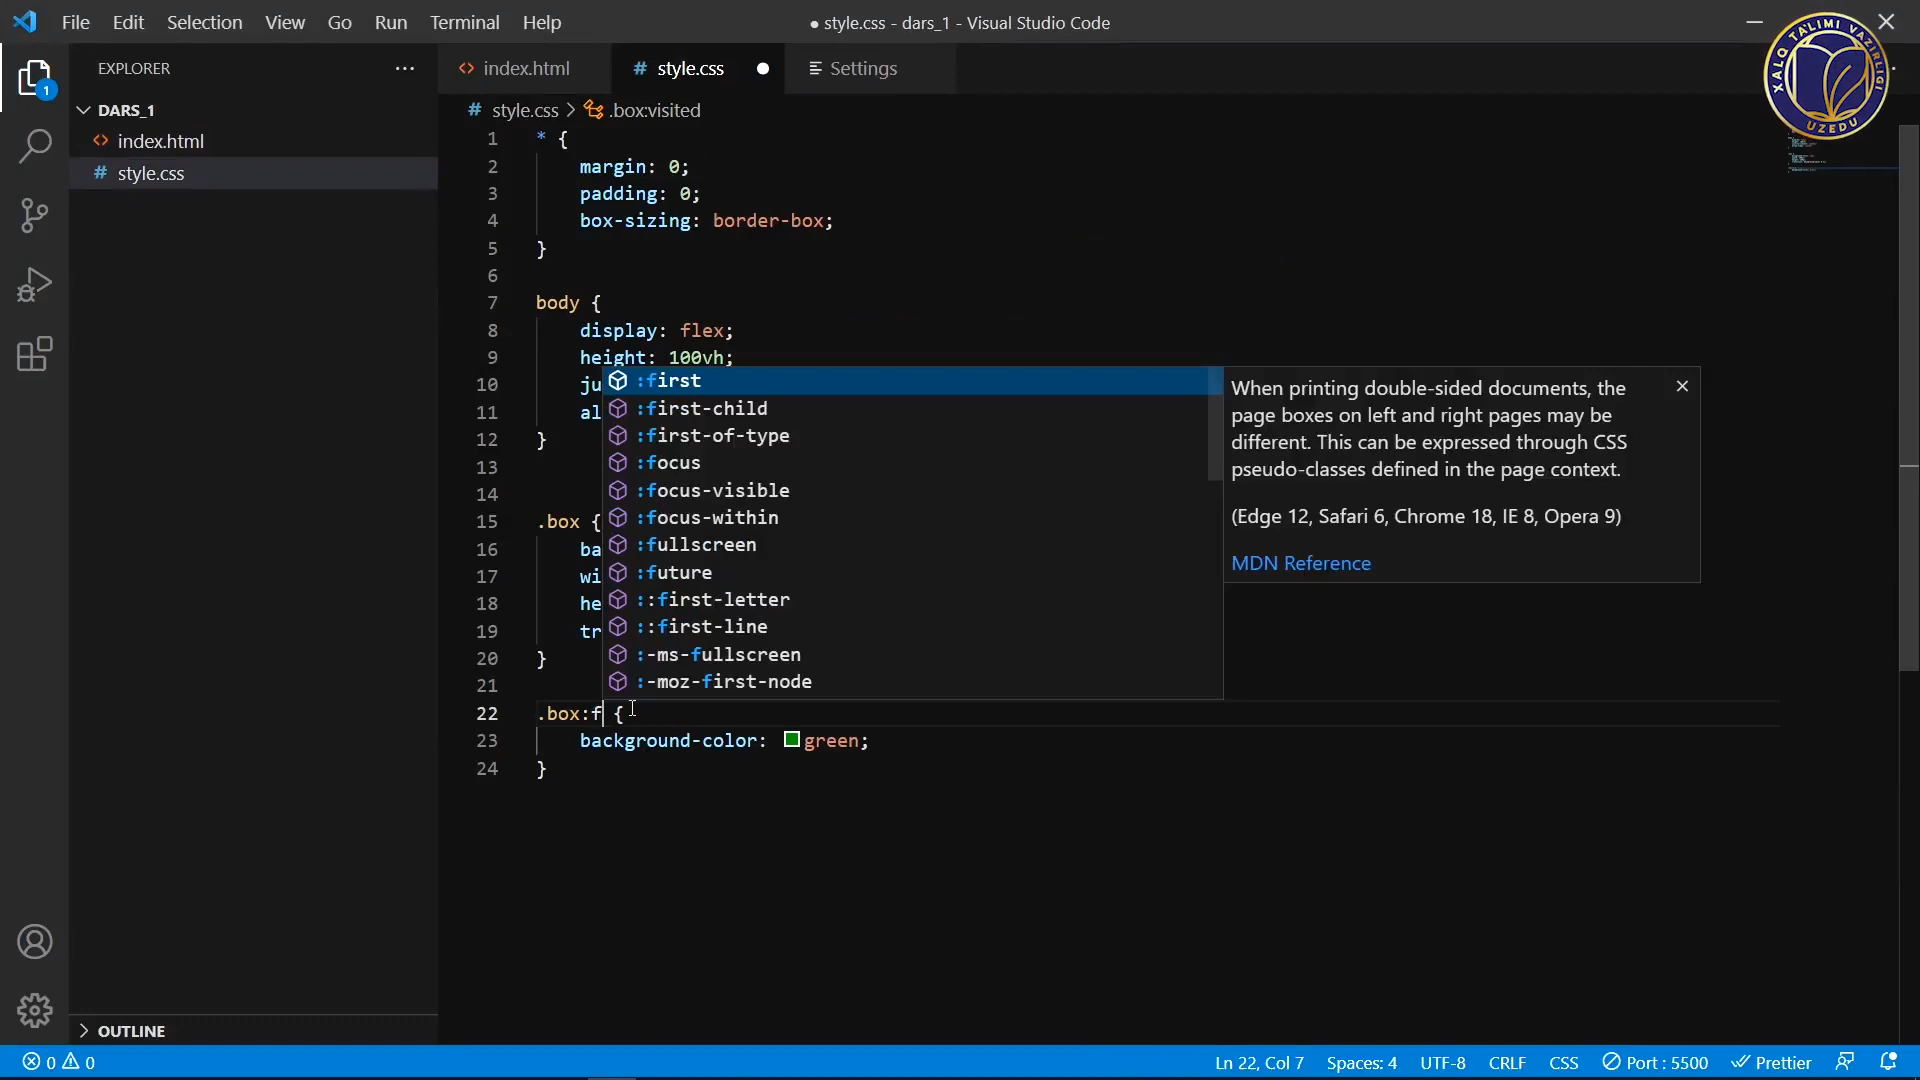 File Edit Selection View Go Run Terminal Help
● style.css - dars_1 - Visual Studio Code
XALQ TA'LIMI VAZIRLIGI
UZEDU
EXPLORER
index.html
# style.css
Settings
1
DARS_1
index.html
# style.css
# style.css > .box:visited
1 * {
2 margin: 0;
3 padding: 0;
4 box-sizing: border-box;
5 }
6
7 body {
8 display: flex;
9 height: 100vh;
10 ju
11 al
12 }
13
14
15 .box {
16 ba
17 wi
18 he
19 tr
20 }
21
22 .box:f {
23 background-color: green;
24 }
:first
:first-child
:first-of-type
:focus
:focus-visible
:focus-within
:fullscreen
:future
::first-letter
::first-line
:-ms-fullscreen
:-moz-first-node
When printing double-sided documents, the
page boxes on left and right pages may be
different. This can be expressed through CSS
pseudo-classes defined in the page context.
(Edge 12, Safari 6, Chrome 18, IE 8, Opera 9)
MDN Reference
OUTLINE
0 0
Ln 22, Col 7 Spaces: 4 UTF-8 CRLF CSS Port : 5500 Prettier